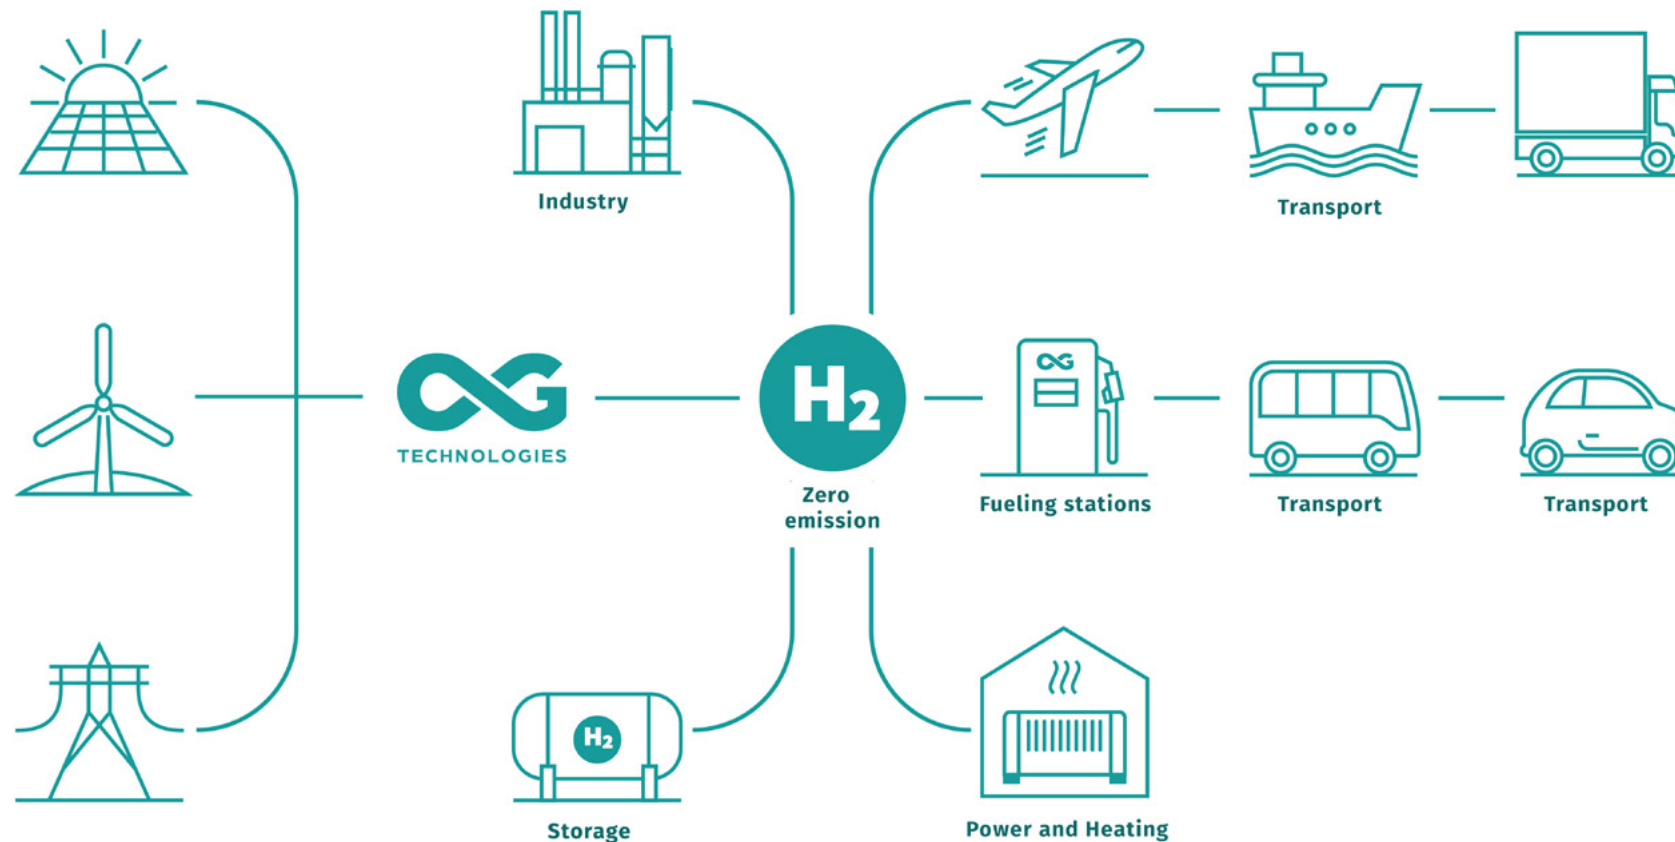 Industry
Transport
G
TECHNOLOGIES
H2
Zero
emission
G
Fueling stations
Transport
Transport
H2
Storage
Power and Heating